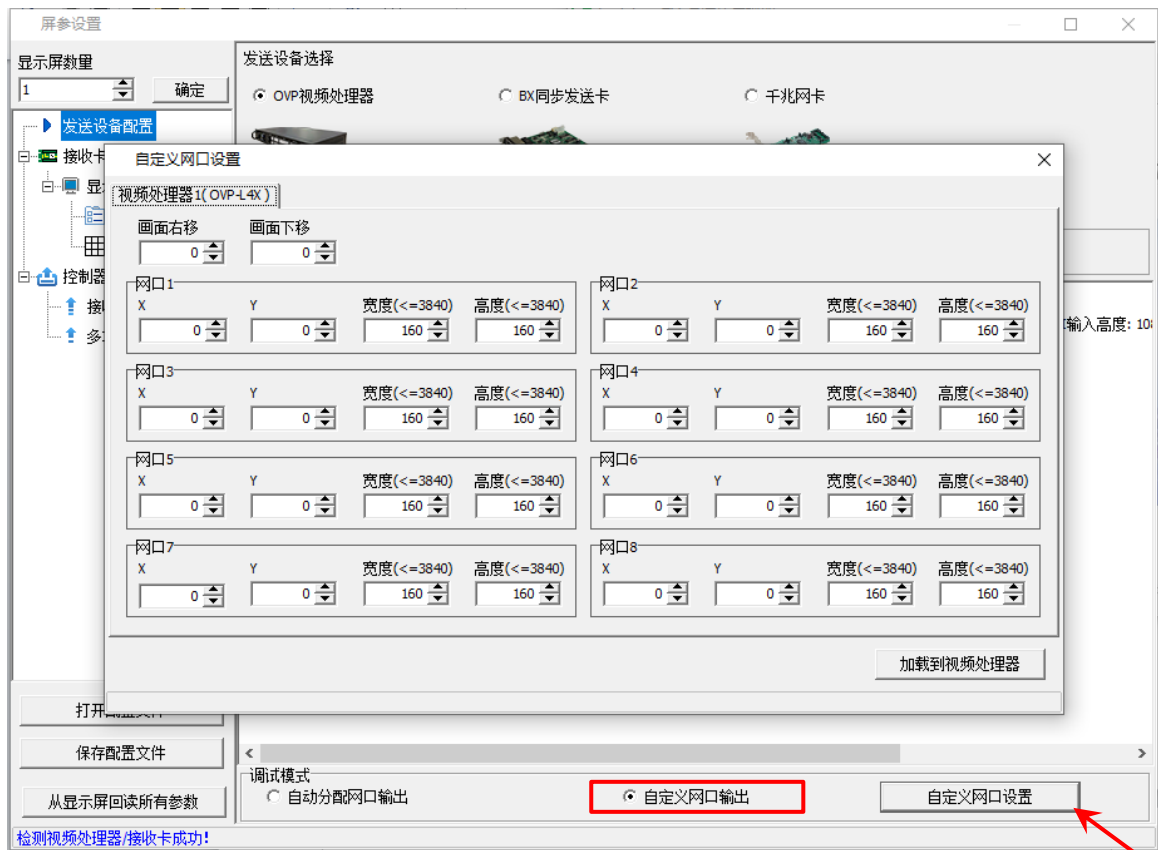 屏参设置
显示屏数量
1
确定
发送设备选择
OVP视频处理器
BX同步发送卡
千兆网卡
发送设备配置
接收卡
显
控制器
接
多
输入高度: 108
自定义网口设置
视频处理器1(OVP-L4X)
画面右移 画面下移
0 0
网口1
X Y 宽度(<=3840) 高度(<=3840)
0 0 160 160
网口2
X Y 宽度(<=3840) 高度(<=3840)
0 0 160 160
网口3
X Y 宽度(<=3840) 高度(<=3840)
0 0 160 160
网口4
X Y 宽度(<=3840) 高度(<=3840)
0 0 160 160
网口5
X Y 宽度(<=3840) 高度(<=3840)
0 0 160 160
网口6
X Y 宽度(<=3840) 高度(<=3840)
0 0 160 160
网口7
X Y 宽度(<=3840) 高度(<=3840)
0 0 160 160
网口8
X Y 宽度(<=3840) 高度(<=3840)
0 0 160 160
加载到视频处理器
打开配置文件
保存配置文件
从显示屏回读所有参数
调试模式
自动分配网口输出
自定义网口输出
自定义网口设置
检测视频处理器/接收卡成功!